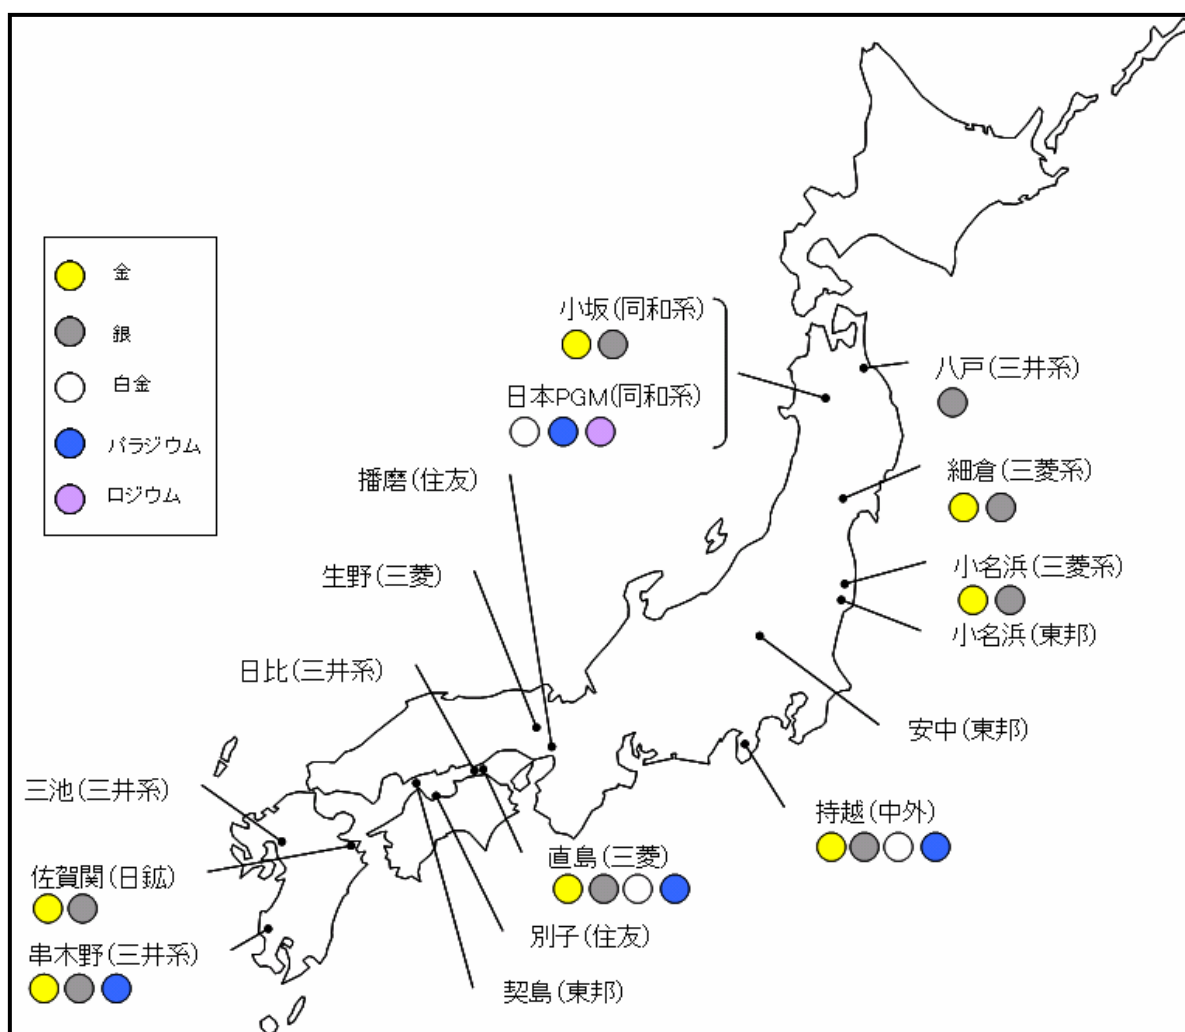 金
銀
白金
パラジウム
ロジウム
小坂(同和系)
日本PGM(同和系)
播磨(住友)
生野(三菱)
日比(三井系)
三池(三井系)
佐賀関(日鉱)
串木野(三井系)
八戸(三井系)
細倉(三菱系)
小名浜(三菱系)
小名浜(東邦)
安中(東邦)
持越(中外)
直島(三菱)
別子(住友)
契島(東邦)